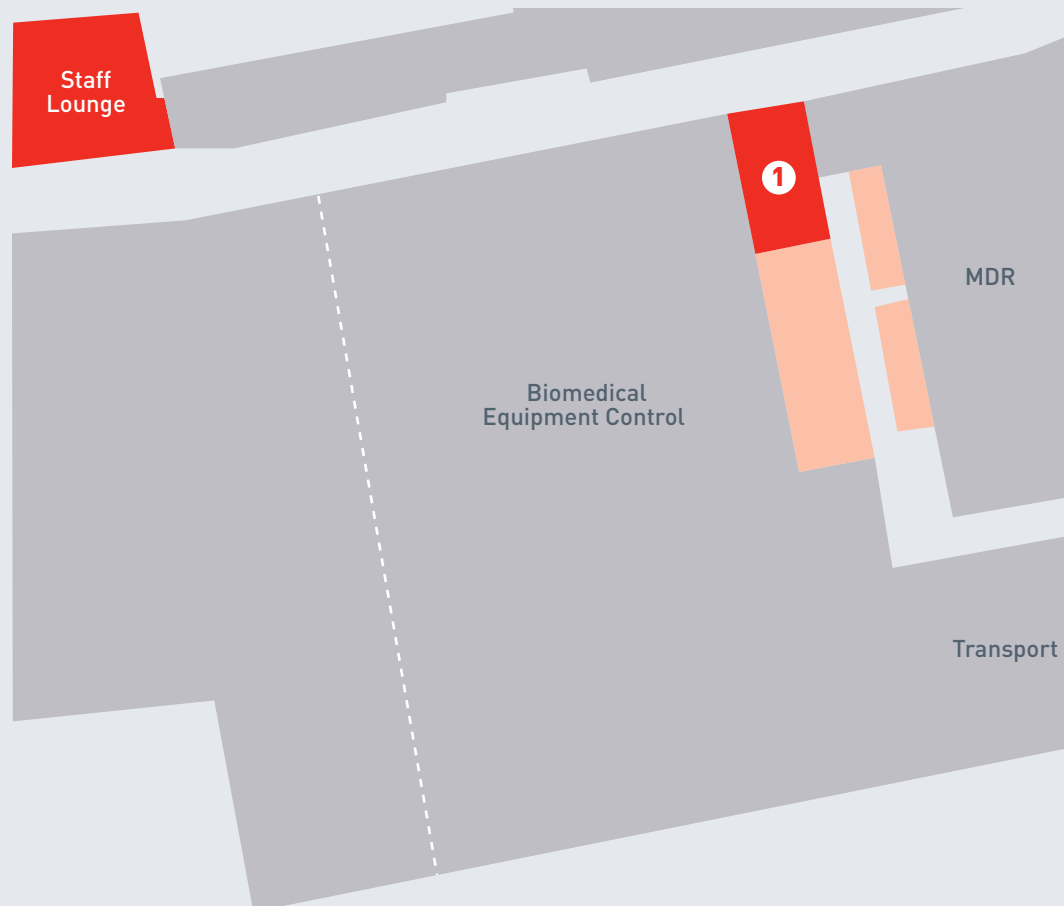 Staff
Lounge
1
MDR
Biomedical
Equipment Control
Transport